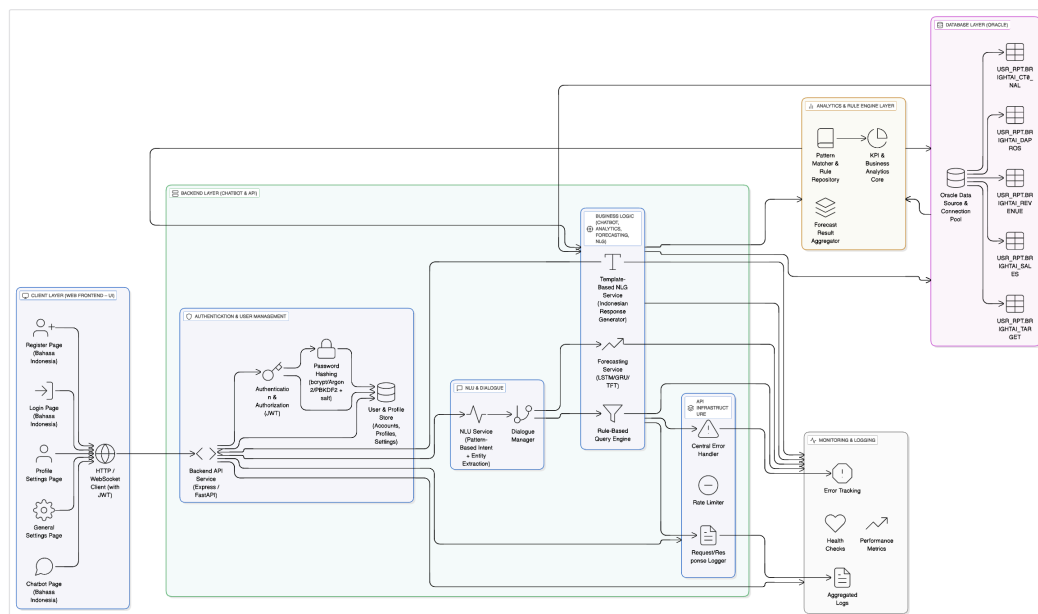 DATABASE LAYER (ORACLE)
USR_RPT.BR
IGHTAI_CT0_
NAL
USR_RPT.BR
IGHTAI_DAP
ROS
Oracle Data
Source &
Connection
Pool
USR_RPT.BR
IGHTAI_REV
ENUE
USR_RPT.BR
IGHTAI_SAL
ES
USR_RPT.BR
IGHTAI_TAR
GET
ANALYTICS & RULE ENGINE LAYER
Pattern
Matcher &
Rule
Repository
KPI &
Business
Analytics
Core
Forecast
Result
Aggregator
BACKEND LAYER (CHATBOT & API)
BUSINESS LOGIC
(CHATBOT,
ANALYTICS,
FORECASTING,
NLG)
Template-
Based NLG
Service
(Indonesian
Response
Generator)
Forecasting
Service
(LSTM/GRU/
TFT)
Rule-Based
Query Engine
CLIENT LAYER (WEB FRONTEND – UI)
Register Page
(Bahasa
Indonesia)
Login Page
(Bahasa
Indonesia)
Profile
Settings Page
General
Settings Page
Chatbot Page
(Bahasa
Indonesia)
HTTP /
WebSocket
Client (with
JWT)
AUTHENTICATION & USER MANAGEMENT
Authenticatio
n &
Authorization
(JWT)
Password
Hashing
(bcrypt/Argon
2/PBKDF2 +
salt)
User & Profile
Store
(Accounts,
Profiles,
Settings)
Backend API
Service
(Express /
FastAPI)
NLU & DIALOGUE
NLU Service
(Pattern-
Based Intent
+ Entity
Extraction)
Dialogue
Manager
API
INFRASTRUCT
URE
Central Error
Handler
Rate Limiter
Request/Res
ponse Logger
MONITORING & LOGGING
Error Tracking
Health
Checks
Performance
Metrics
Aggregated
Logs